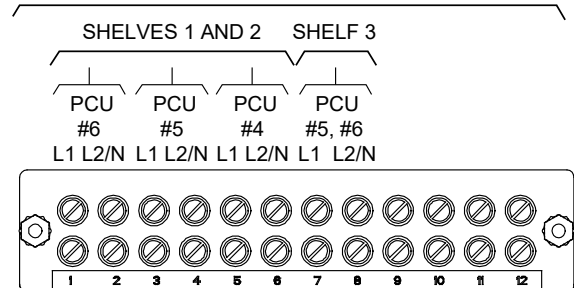 SHELVES 1 AND 2 SHELF 3
PCU PCU PCU PCU
#6 #5 #4 #5, #6
L1 L2/N L1 L2/N L1 L2/N L1 L2/N
1 2 3 4 5 6 7 8 9 10 11 12